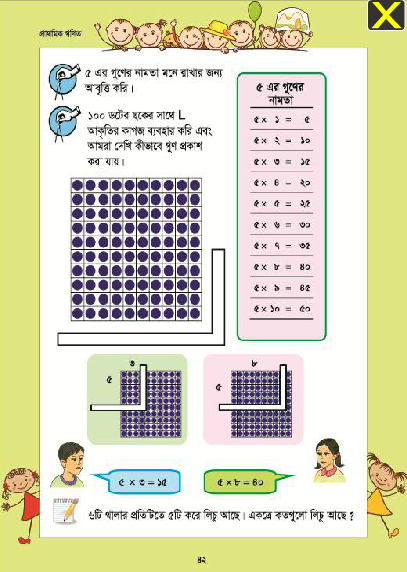 প্রাথমিক গণিত
৫ এর গুণের নামতা মনে রাখার জন্য
আবৃত্তি করি।
১০০ ডটের ছকের সাথে L
আকৃতির কাগজ ব্যবহার করি এবং
আমরা দেখি কীভাবে গুণ প্রকাশ
করা যায়।
৫ এর গুণের
নামতা
৫ × ১ = ৫
৫ × ২ = ১০
৫ × ৩ = ১৫
৫ × ৪ = ২০
৫ × ৫ = ২৫
৫ × ৬ = ৩০
৫ × ৭ = ৩৫
৫ × ৮ = ৪০
৫ × ৯ = ৪৫
৫ × ১০ = ৫০
৩
৫
৮
৫
৫ × ৩ = ১৫
৫ × ৮ = ৪০
৬টি থালার প্রতিটিতে ৫টি করে লিচু আছে। একত্রে কতগুলো লিচু আছে ?
৪২